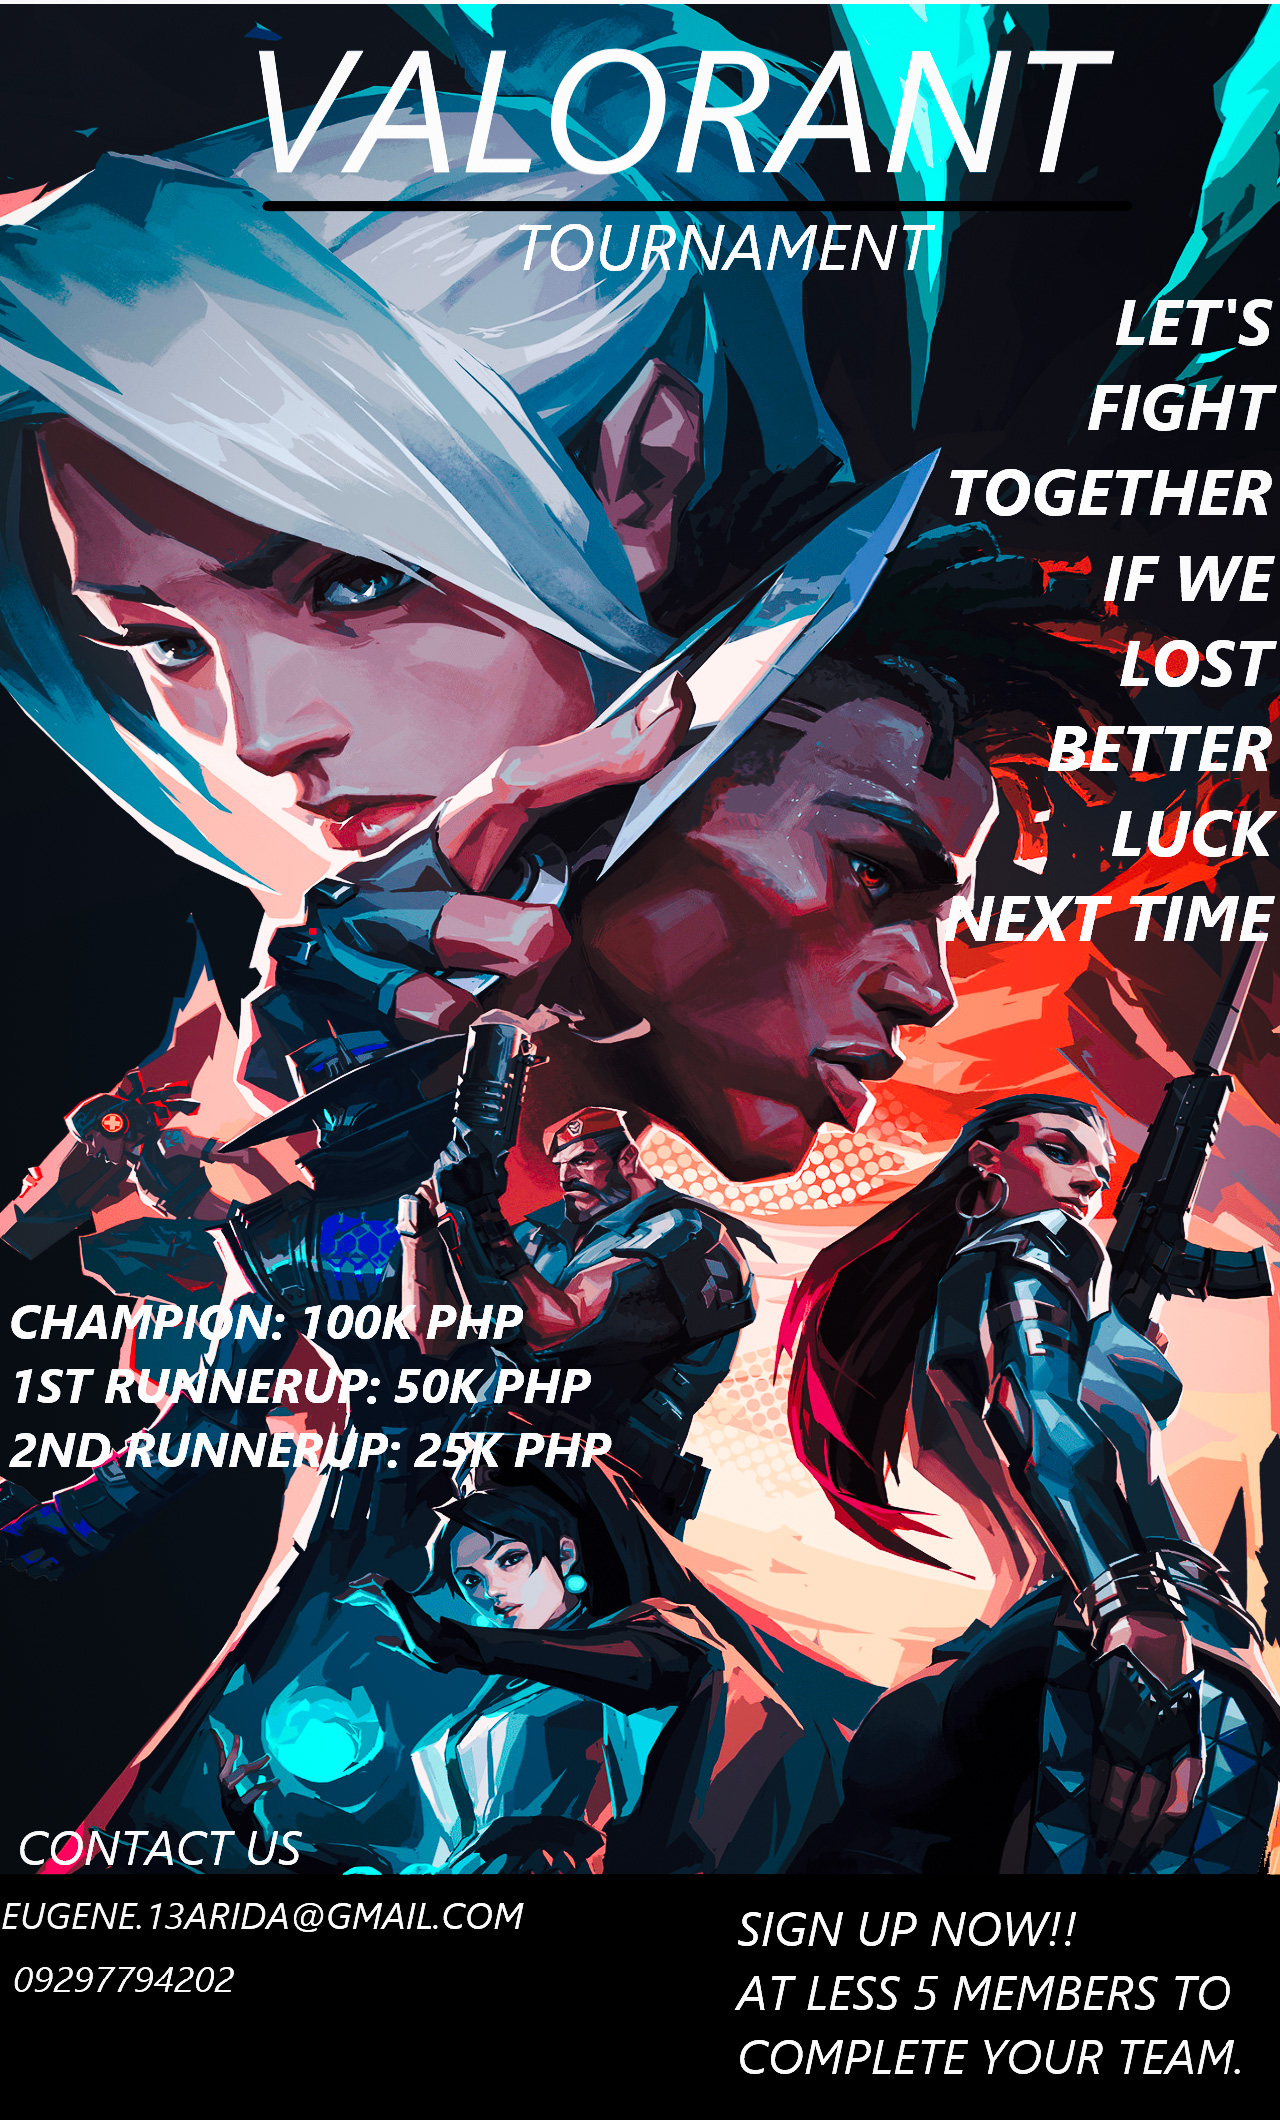 VALORANT
TOURNAMENT
LET'S
FIGHT
TOGETHER
IF WE
LOST
BETTER
LUCK
NEXT TIME
CHAMPION: 100K PHP
1ST RUNNERUP: 50K PHP
2ND RUNNERUP: 25K PHP
CONTACT US
EUGENE.13ARIDA@GMAIL.COM
09297794202
SIGN UP NOW!!
AT LESS 5 MEMBERS TO
COMPLETE YOUR TEAM.